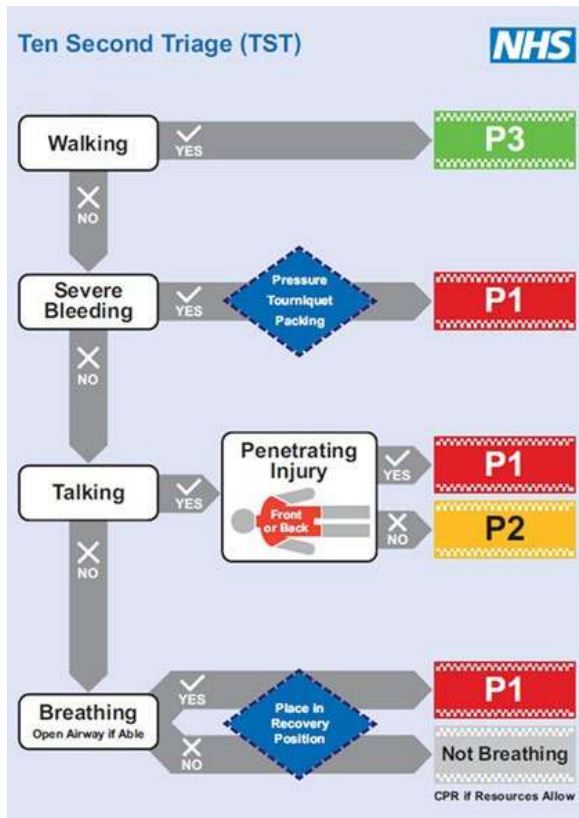 Ten Second Triage (TST)
NHS
Walking
YES
P3
NO
Severe
Bleeding
YES
Pressure
Tourniquet
Packing
P1
NO
Talking
YES
Penetrating
Injury
Front
or Back
YES
P1
NO
P2
NO
Breathing
Open Airway if Able
YES
Place in
Recovery
Position
P1
NO
Not Breathing
CPR if Resources Allow